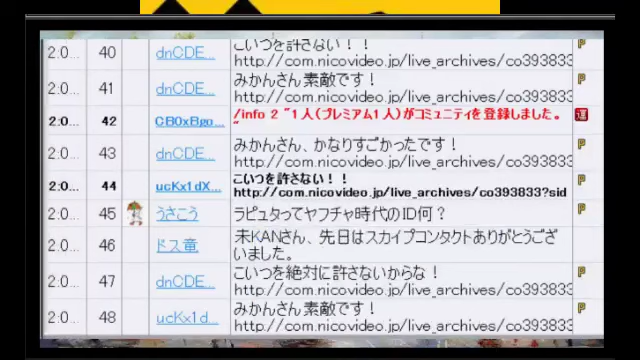 2:0... 40 dnCDE... こいつを許さない！！ P
http://com.nicovideo.jp/live_archives/co393833
2:0... 41 dnCDE... みかんさん素敵です！ P
http://com.nicovideo.jp/live_archives/co393833
2:0... 42 CB0xBgo... /info 2 "1人(プレミアム1人)がコミュニティを登録しました。 運
"
2:0... 43 dnCDE... みかんさん、かなりすごかったです！ P
http://com.nicovideo.jp/live_archives/co393833
2:0... 44 ucKx1dX... こいつを許さない！！ P
http://com.nicovideo.jp/live_archives/co393833?sid
2:0... 45 うさこう ラピュタってヤフチャ時代のID何？ P
2:0... 46 ドス竜 未KANさん、先日はスカイプコンタクトありがとうござ
いました。
2:0... 47 dnCDE... こいつを絶対に許さないからな！ P
http://com.nicovideo.jp/live_archives/co393833
2:0... 48 ucKx1d... みかんさん素敵です！ P
http://com.nicovideo.jp/live_archives/co393833